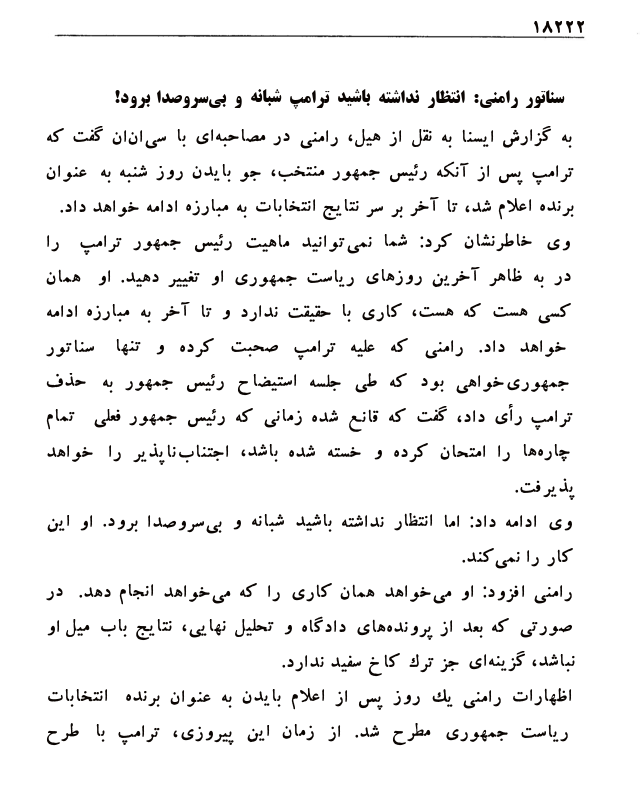 ۱۸۲۲۲
سناتور رامنی: انتظار نداشته باشید ترامپ شبانه و بی‌سروصدا برود!
به گزارش ایسنا به نقل از هیل، رامنی در مصاحبه‌ای با سی‌ان‌ان گفت که
ترامپ پس از آنکه رئیس جمهور منتخب، جو بایدن روز شنبه به عنوان
برنده اعلام شد، تا آخر بر سر نتایج انتخابات به مبارزه ادامه خواهد داد.
وی خاطرنشان کرد: شما نمی‌توانید ماهیت رئیس جمهور ترامپ را
در به ظاهر آخرین روزهای ریاست جمهوری او تغییر دهید. او همان
کسی هست که هست، کاری با حقیقت ندارد و تا آخر به مبارزه ادامه
خواهد داد. رامنی که علیه ترامپ صحبت کرده و تنها سناتور
جمهوری‌خواهی بود که طی جلسه استیضاح رئیس جمهور به حذف
ترامپ رأی داد، گفت که قانع شده زمانی که رئیس جمهور فعلی تمام
چاره‌ها را امتحان کرده و خسته شده باشد، اجتناب‌ناپذیر را خواهد
پذیرفت.
وی ادامه داد: اما انتظار نداشته باشید شبانه و بی‌سروصدا برود. او این
کار را نمی‌کند.
رامنی افزود: او می‌خواهد همان کاری را که می‌خواهد انجام دهد. در
صورتی که بعد از پرونده‌های دادگاه و تحلیل نهایی، نتایج باب میل او
نباشد، گزینه‌ای جز ترك کاخ سفید ندارد.
اظهارات رامنی یك روز پس از اعلام بایدن به عنوان برنده انتخابات
ریاست جمهوری مطرح شد. از زمان این پیروزی، ترامپ با طرح